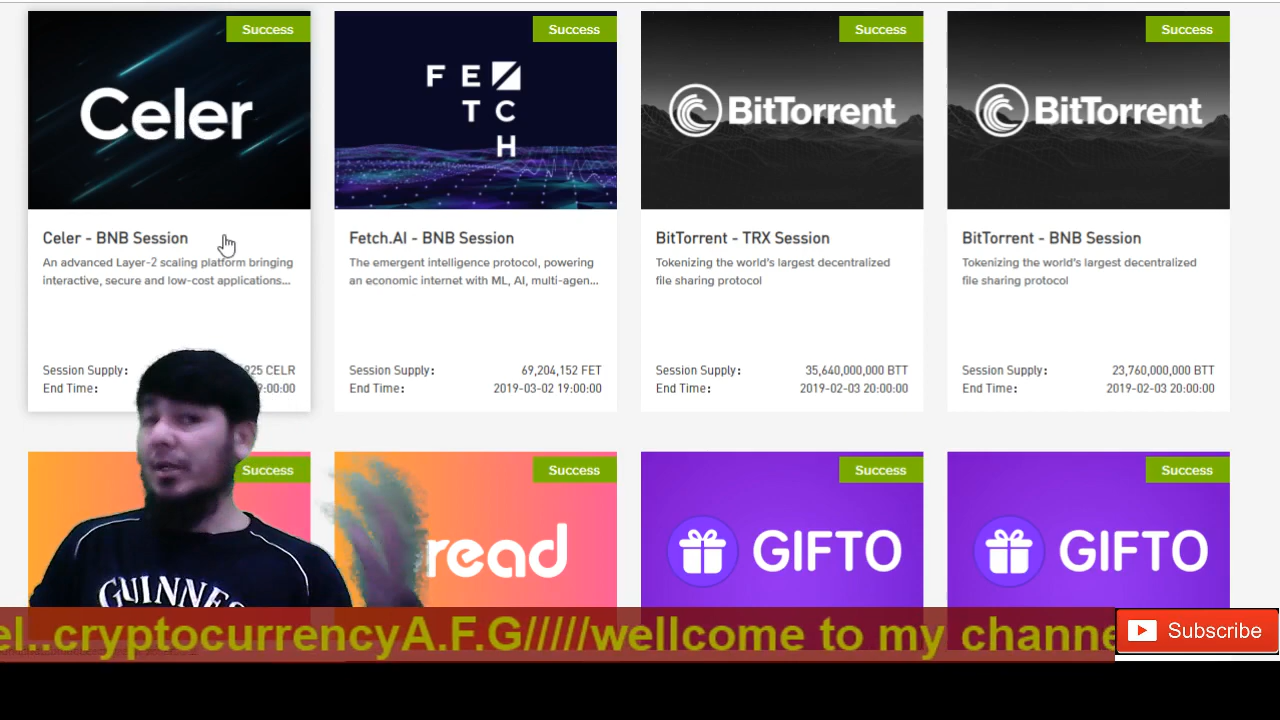 Success
Success
Success
Success
Celer
FE
T C
H
BitTorrent
BitTorrent
Celer - BNB Session
Fetch.AI - BNB Session
BitTorrent - TRX Session
BitTorrent - BNB Session
An advanced Layer-2 scaling platform bringing
interactive, secure and low-cost applications...
The emergent intelligence protocol, powering
an economic internet with ML, AI, multi-agen...
Tokenizing the world's largest decentralized
file sharing protocol
Tokenizing the world's largest decentralized
file sharing protocol
Session Supply: 925 CELR
End Time: :00:00
Session Supply: 69,204,152 FET
End Time: 2019-03-02 19:00:00
Session Supply: 35,640,000,000 BTT
End Time: 2019-02-03 20:00:00
Session Supply: 23,760,000,000 BTT
End Time: 2019-02-03 20:00:00
Success
Success
Success
Success
read
GIFTO
GIFTO
GUINNES
el..cryptocurrencyA.F.G/////wellcome to my channe
Subscribe